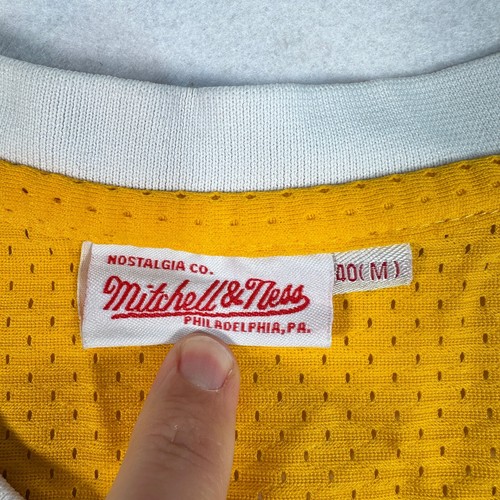 NOSTALGIA CO.
Mitchell & Ness
PHILADELPHIA, PA.
40(M)